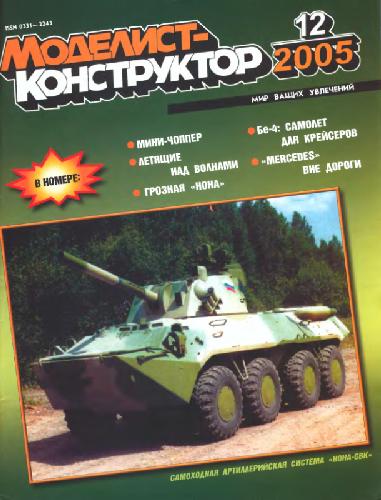 ISSN 0131—2243
МОДЕЛИСТ-
КОНСТРУКТОР
12
2005
МИР ВАШИХ УВЛЕЧЕНИЙ
В НОМЕРЕ:
МИНИ-ЧОППЕР
ЛЕТЯЩИЕ
НАД ВОЛНАМИ
ГРОЗНАЯ «НОНА»
Бе-4: САМОЛЕТ
ДЛЯ КРЕЙСЕРОВ
«MERCEDES»
ВНЕ ДОРОГИ
САМОХОДНАЯ АРТИЛЛЕРИЙСКАЯ СИСТЕМА «НОНА-СВК»